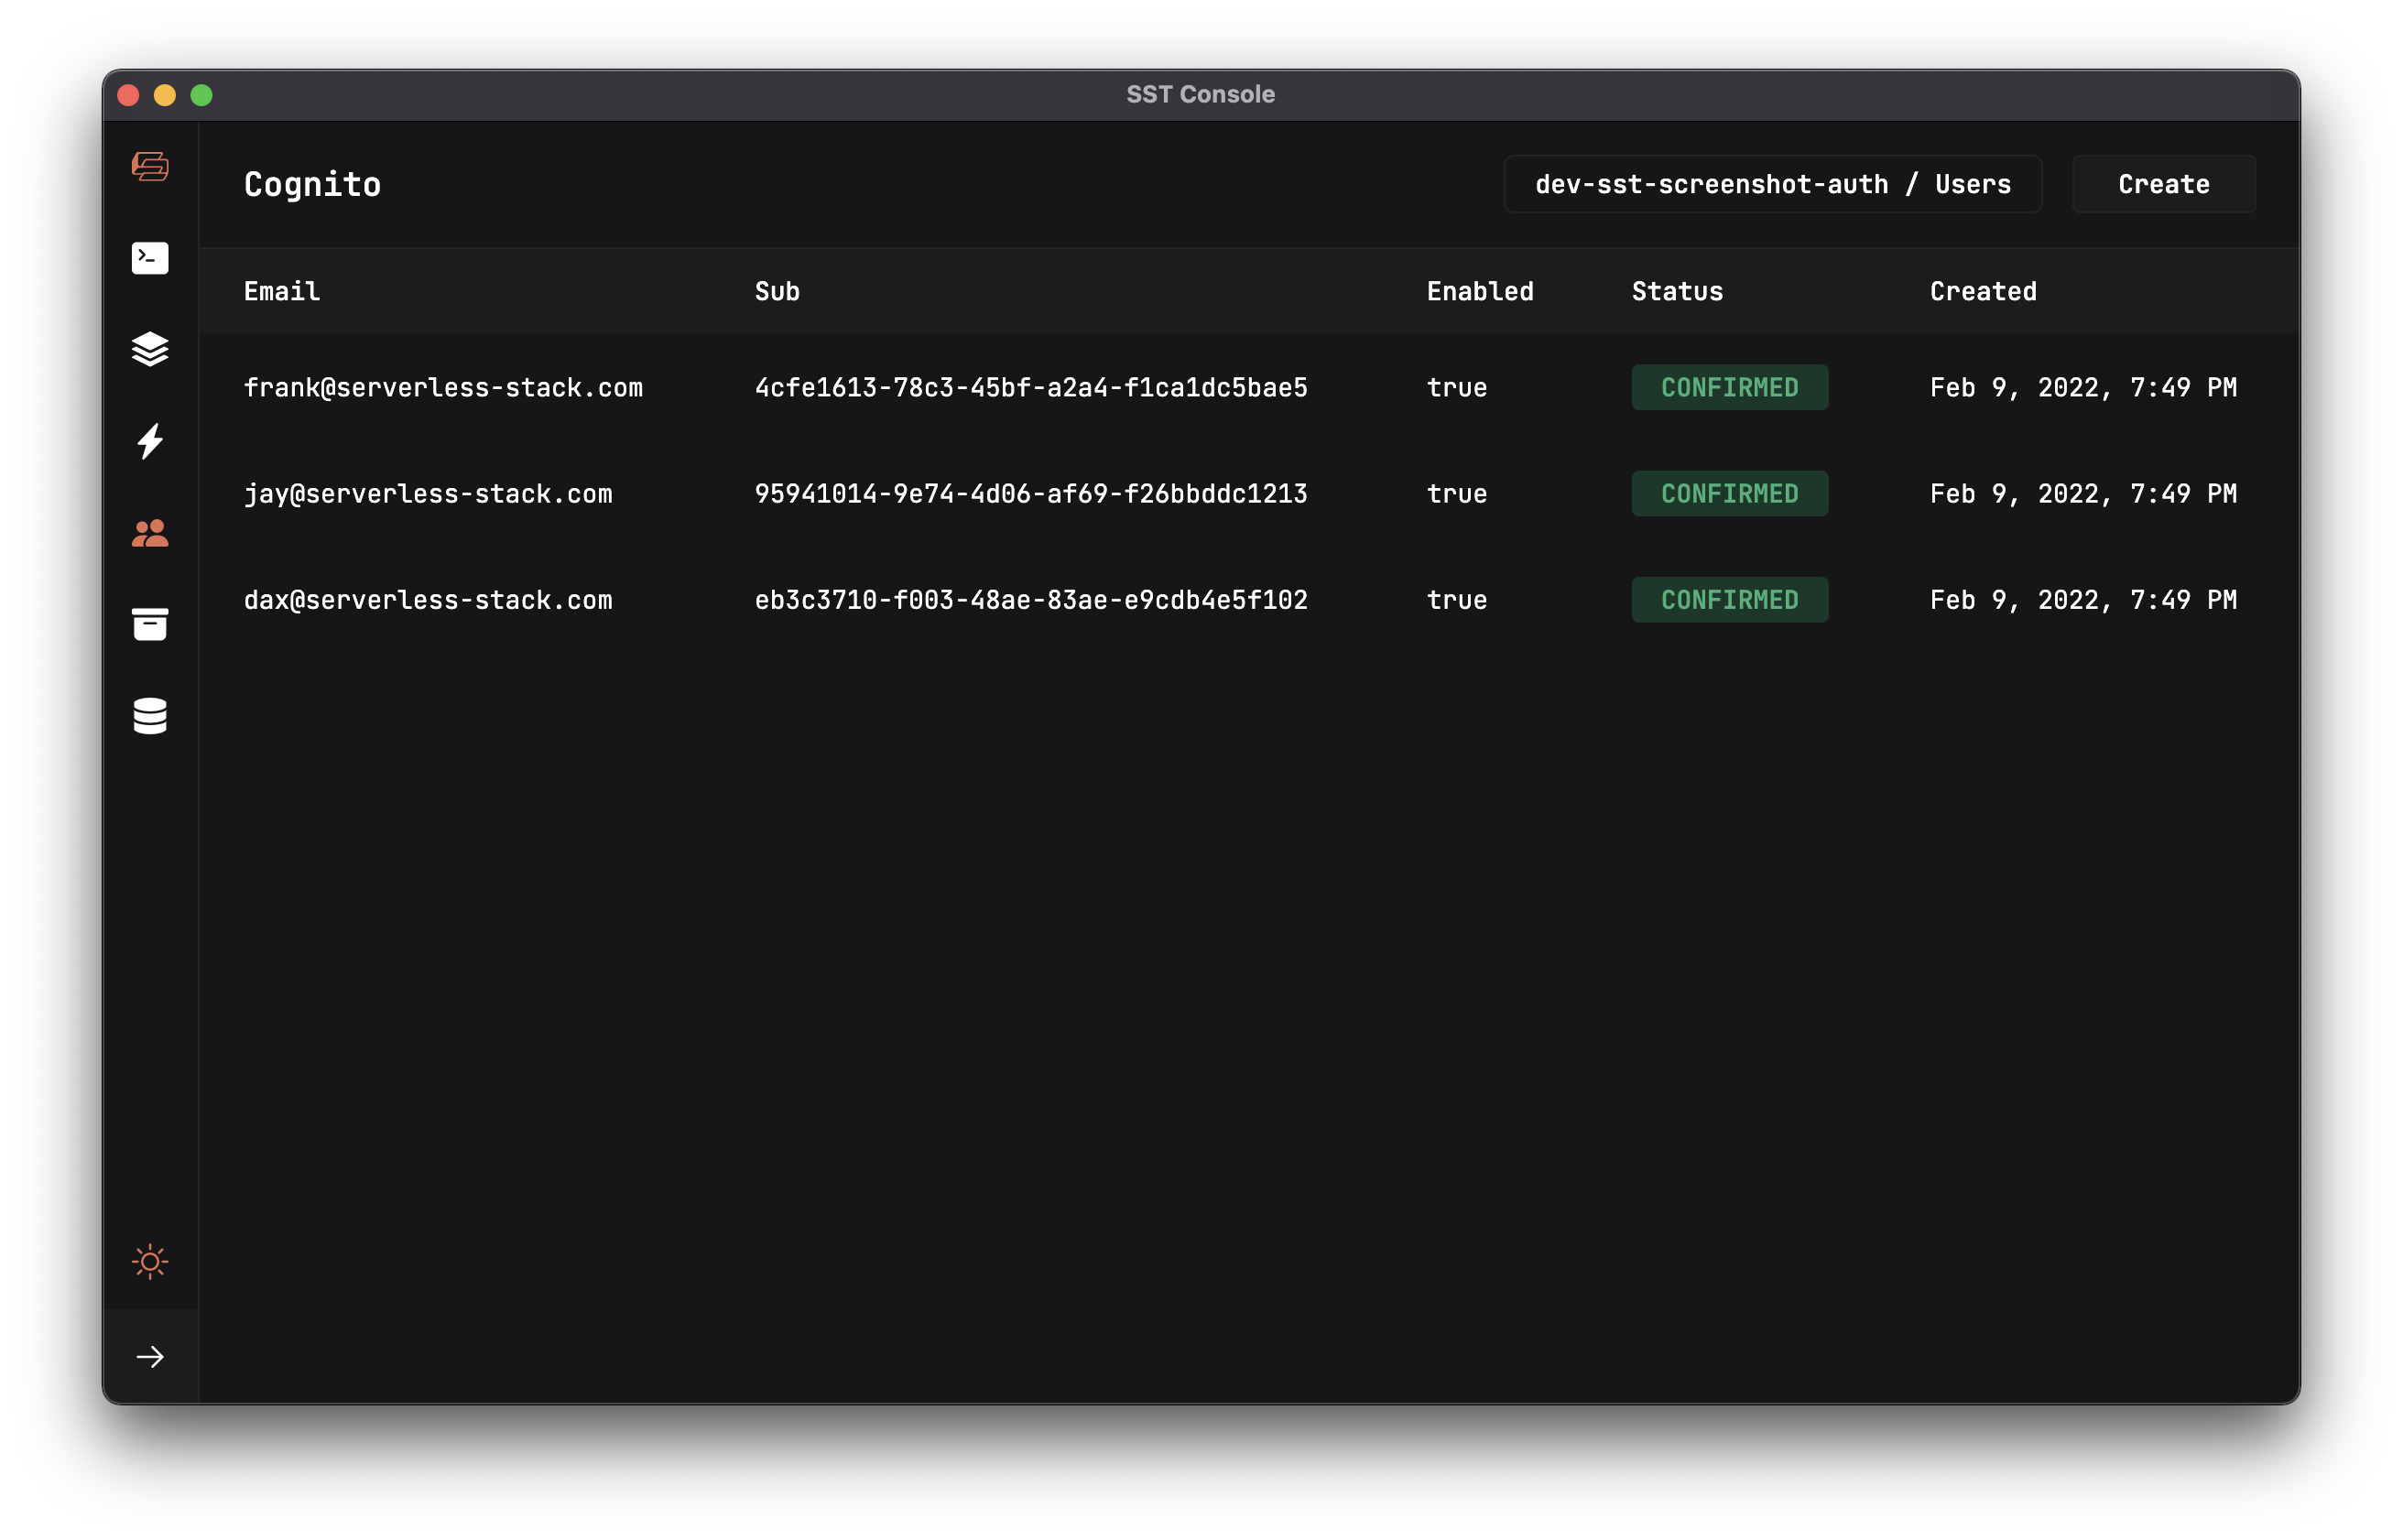 SST Console
Cognito dev-sst-screenshot-auth / Users Create
Email Sub Enabled Status Created
frank@serverless-stack.com 4cfe1613-78c3-45bf-a2a4-f1ca1dc5bae5 true CONFIRMED Feb 9, 2022, 7:49 PM
jay@serverless-stack.com 95941014-9e74-4d06-af69-f26bbddc1213 true CONFIRMED Feb 9, 2022, 7:49 PM
dax@serverless-stack.com eb3c3710-f003-48ae-83ae-e9cdb4e5f102 true CONFIRMED Feb 9, 2022, 7:49 PM